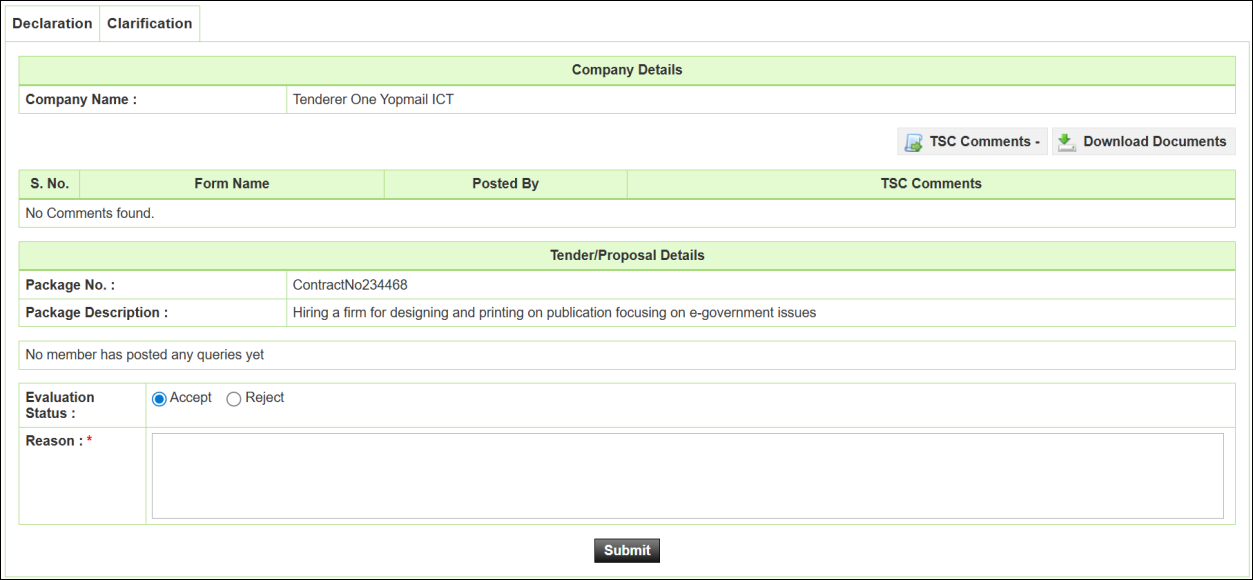 Declaration Clarification
Company Details
Company Name : Tenderer One Yopmail ICT
TSC Comments - Download Documents
S. No. Form Name Posted By TSC Comments
No Comments found.
Tender/Proposal Details
Package No. : ContractNo234468
Package Description : Hiring a firm for designing and printing on publication focusing on e-government issues
No member has posted any queries yet
Evaluation
Status : Accept Reject
Reason : *
Submit